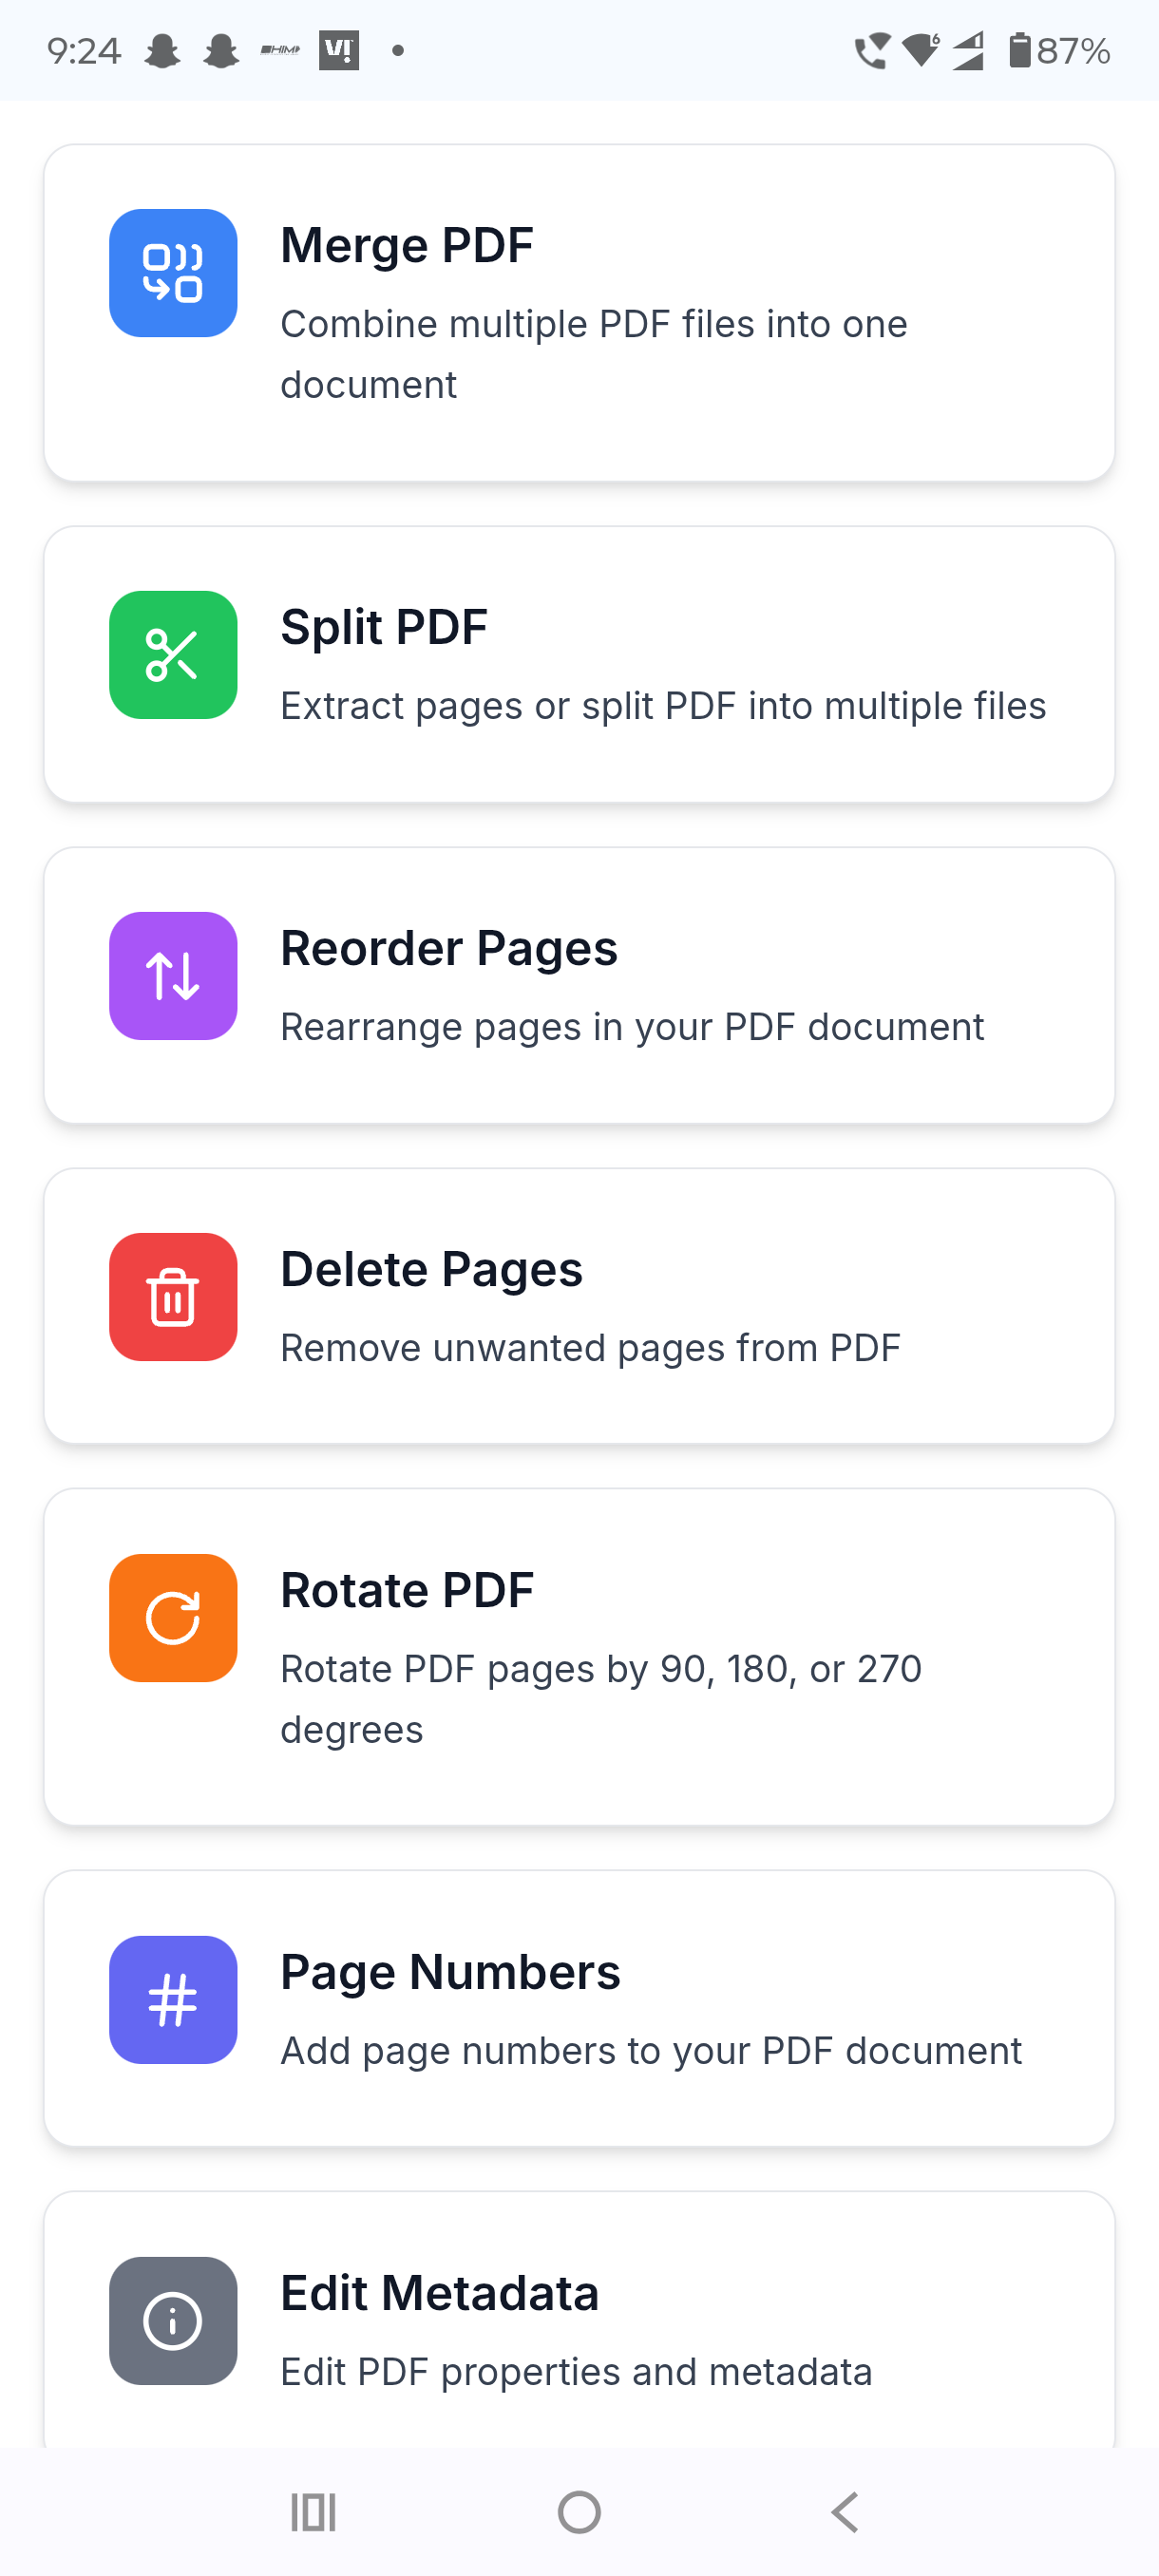 9:24 VI! 6 87%
Merge PDF
Combine multiple PDF files into one
document
Split PDF
Extract pages or split PDF into multiple files
Reorder Pages
Rearrange pages in your PDF document
Delete Pages
Remove unwanted pages from PDF
Rotate PDF
Rotate PDF pages by 90, 180, or 270
degrees
Page Numbers
Add page numbers to your PDF document
Edit Metadata
Edit PDF properties and metadata